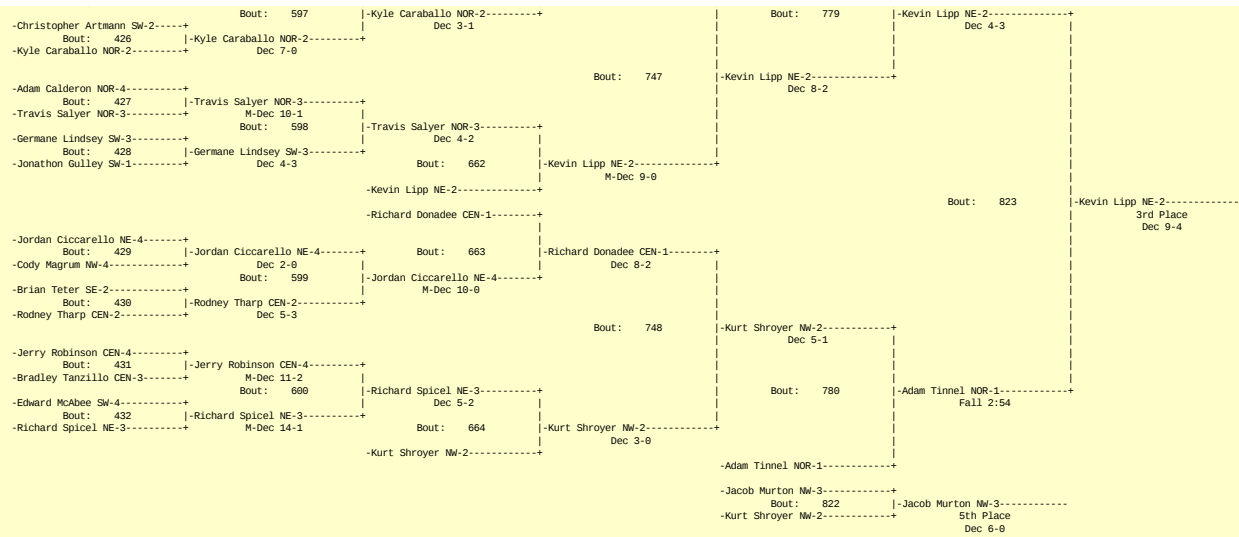 Bout: 597 |-Kyle Caraballo NOR-2---------+ | Bout: 779 |-Kevin Lipp NE-2-------------+
-Christopher Artmann SW-2-----+ Dec 3-1 | | Dec 4-3 |
Bout: 426 |-Kyle Caraballo NOR-2---------+ | | |
-Kyle Caraballo NOR-2---------+ Dec 7-0 | | |
| | |
Bout: 747 |-Kevin Lipp NE-2-------------+ |
-Adam Calderon NOR-4----------+ Dec 8-2 | |
Bout: 427 |-Travis Salyer NOR-3----------+ | |
-Travis Salyer NOR-3----------+ M-Dec 10-1 | | |
Bout: 598 |-Travis Salyer NOR-3----------+ | |
-Germane Lindsey SW-3---------+ | Dec 4-2 | | |
Bout: 428 |-Germane Lindsey SW-3---------+ | | |
-Jonathon Gulley SW-1---------+ Dec 4-3 Bout: 662 |-Kevin Lipp NE-2--------------+ |
| M-Dec 9-0 |
-Kevin Lipp NE-2--------------+ |
Bout: 823 |-Kevin Lipp NE-2------------
-Richard Donadee CEN-1--------+ | 3rd Place
| | Dec 9-4
-Jordan Ciccarello NE-4-------+ | |
Bout: 429 |-Jordan Ciccarello NE-4-------+ Bout: 663 |-Richard Donadee CEN-1--------+ |
-Cody Magrum NW-4-------------+ Dec 2-0 | | Dec 8-2 | |
Bout: 599 |-Jordan Ciccarello NE-4-------+ | |
-Brian Teter SE-2-------------+ | M-Dec 10-0 | |
Bout: 430 |-Rodney Tharp CEN-2-----------+ | |
-Rodney Tharp CEN-2-----------+ Dec 5-3 | |
Bout: 748 |-Kurt Shroyer NW-2-----------+ |
| Dec 5-1 | |
-Jerry Robinson CEN-4---------+ | | |
Bout: 431 |-Jerry Robinson CEN-4---------+ | | |
-Bradley Tanzillo CEN-3-------+ M-Dec 11-2 | | | |
Bout: 600 |-Richard Spicel NE-3----------+ | Bout: 780 |-Adam Tinnel NOR-1-----------+
-Edward McAbee SW-4-----------+ | Dec 5-2 | | | Fall 2:54
Bout: 432 |-Richard Spicel NE-3----------+ | | |
-Richard Spicel NE-3----------+ M-Dec 14-1 Bout: 664 |-Kurt Shroyer NW-2------------+ |
| Dec 3-0 |
-Kurt Shroyer NW-2------------+ |
-Adam Tinnel NOR-1-----------+
-Jacob Murton NW-3-----------+
Bout: 822 |-Jacob Murton NW-3-----------
-Kurt Shroyer NW-2-----------+ 5th Place
Dec 6-0